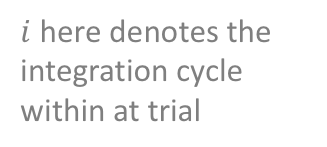 i here denotes the
integration cycle
within at trial